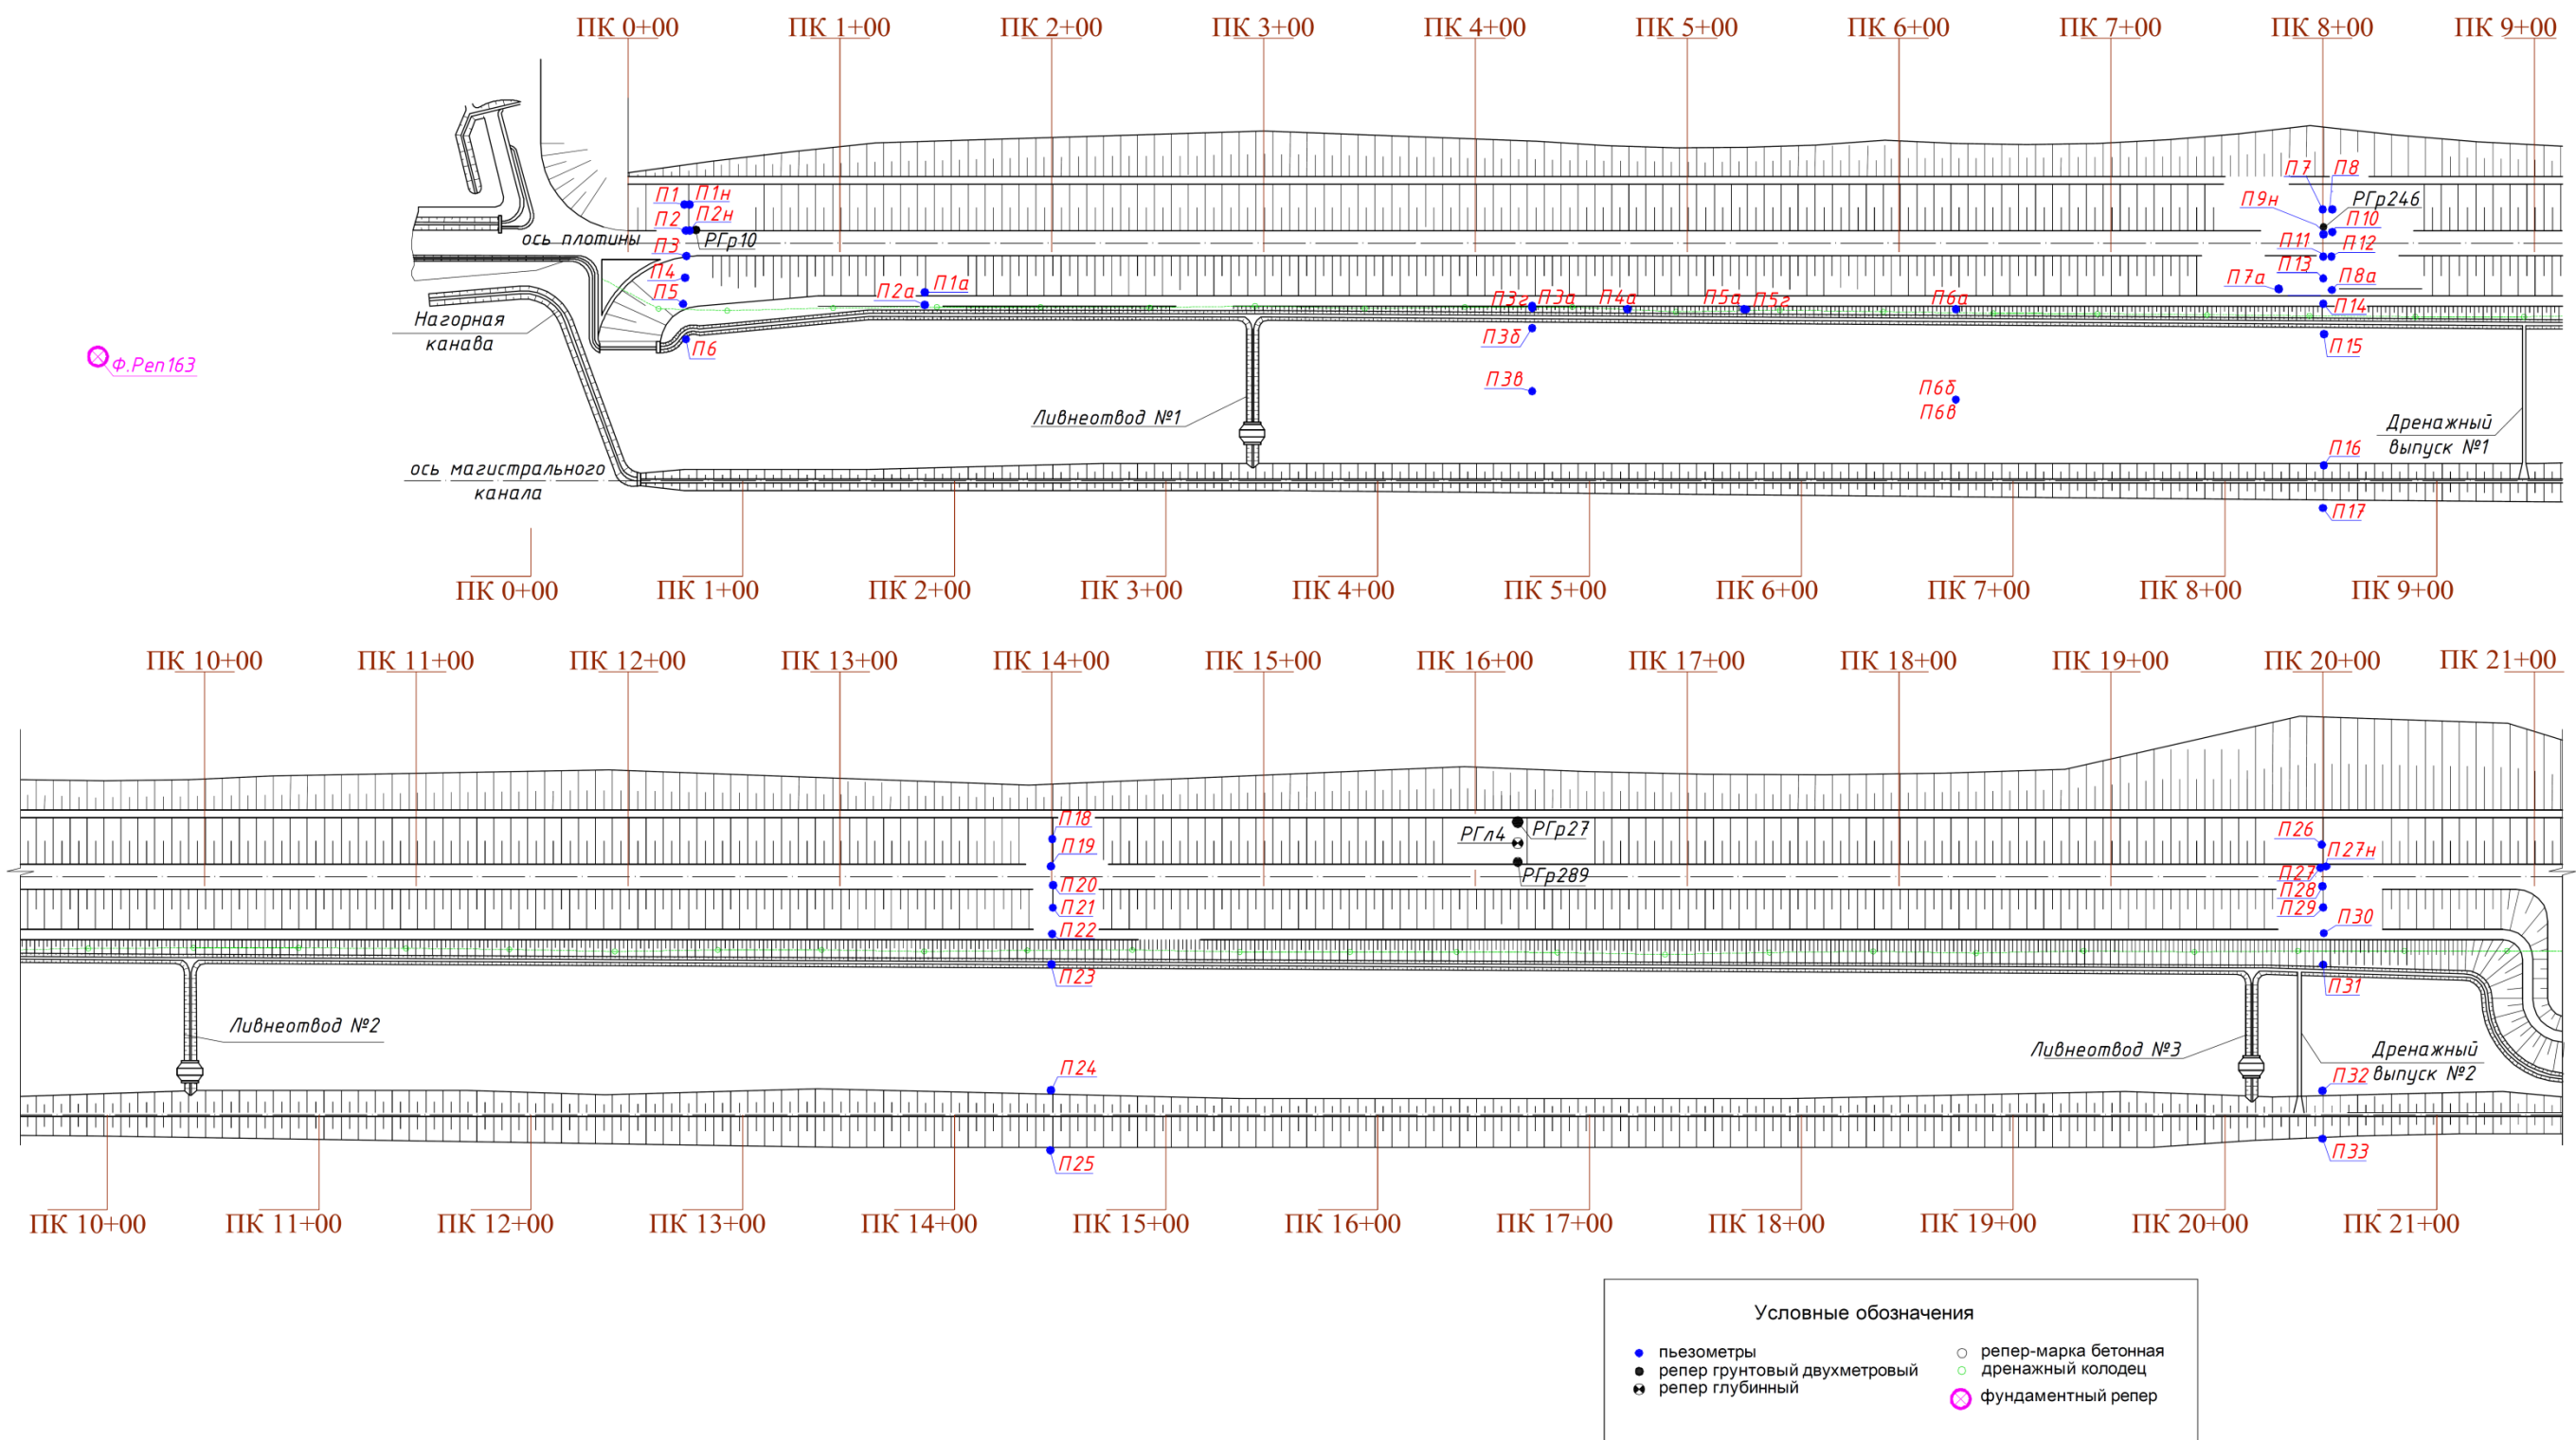 ПК 0+00
ПК 1+00
ПК 2+00
ПК 3+00
ПК 4+00
ПК 5+00
ПК 6+00
ПК 7+00
ПК 8+00
ПК 9+00
П1
П1н
П2
П2н
РГр10
ось плотины
П3
П4
П5
П1а
П2а
Нагорная
канава
Ф.Реп163
П6
Ливнеотвод №1
ось магистрального
канала
П3г
П3а
П3б
П3в
П4а
П5а
П5г
П6а
П6б
П6в
П7
П8
П9н
РГр246
П10
П11
П12
П13
П7а
П8а
П14
П15
Дренажный
выпуск №1
П16
П17
ПК 0+00
ПК 1+00
ПК 2+00
ПК 3+00
ПК 4+00
ПК 5+00
ПК 6+00
ПК 7+00
ПК 8+00
ПК 9+00
ПК 10+00
ПК 11+00
ПК 12+00
ПК 13+00
ПК 14+00
ПК 15+00
ПК 16+00
ПК 17+00
ПК 18+00
ПК 19+00
ПК 20+00
ПК 21+00
П18
П19
П20
П21
П22
П23
П24
П25
РГл4
РГр27
РГр289
П26
П27н
П27
П28
П29
П30
П31
Ливнеотвод №2
Ливнеотвод №3
Дренажный
выпуск №2
П32
П33
ПК 10+00
ПК 11+00
ПК 12+00
ПК 13+00
ПК 14+00
ПК 15+00
ПК 16+00
ПК 17+00
ПК 18+00
ПК 19+00
ПК 20+00
ПК 21+00
Условные обозначения
пьезометры
репер грунтовый двухметровый
репер глубинный
репер-марка бетонная
дренажный колодец
фундаментный репер